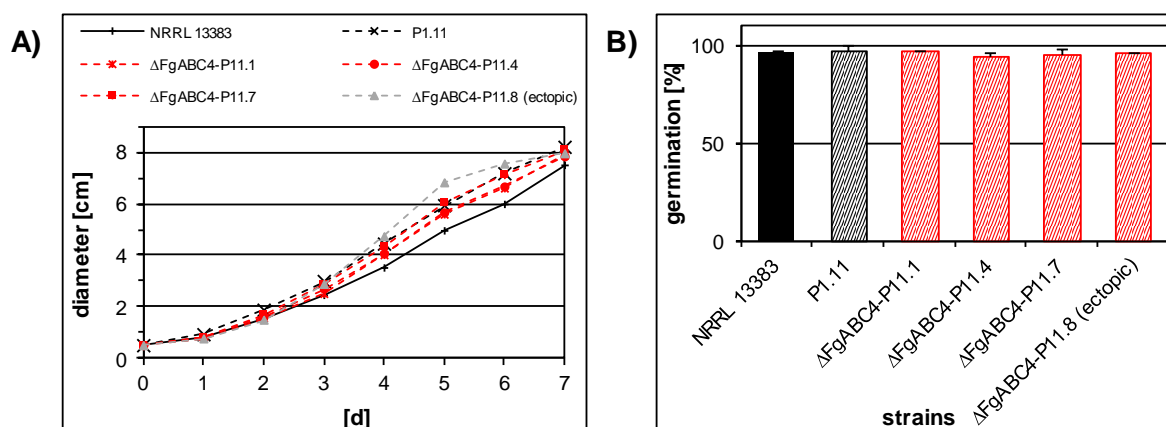 A)
NRRL 13383
P1.11
ΔFgABC4-P11.1
ΔFgABC4-P11.4
ΔFgABC4-P11.7
ΔFgABC4-P11.8 (ectopic)
diameter [cm]
8
6
4
2
0
0 1 2 3 4 5 6 7
[d]
B)
germination [%]
100
50
0
NRRL 13383
P1.11
ΔFgABC4-P11.1
ΔFgABC4-P11.4
ΔFgABC4-P11.7
ΔFgABC4-P11.8 (ectopic)
strains